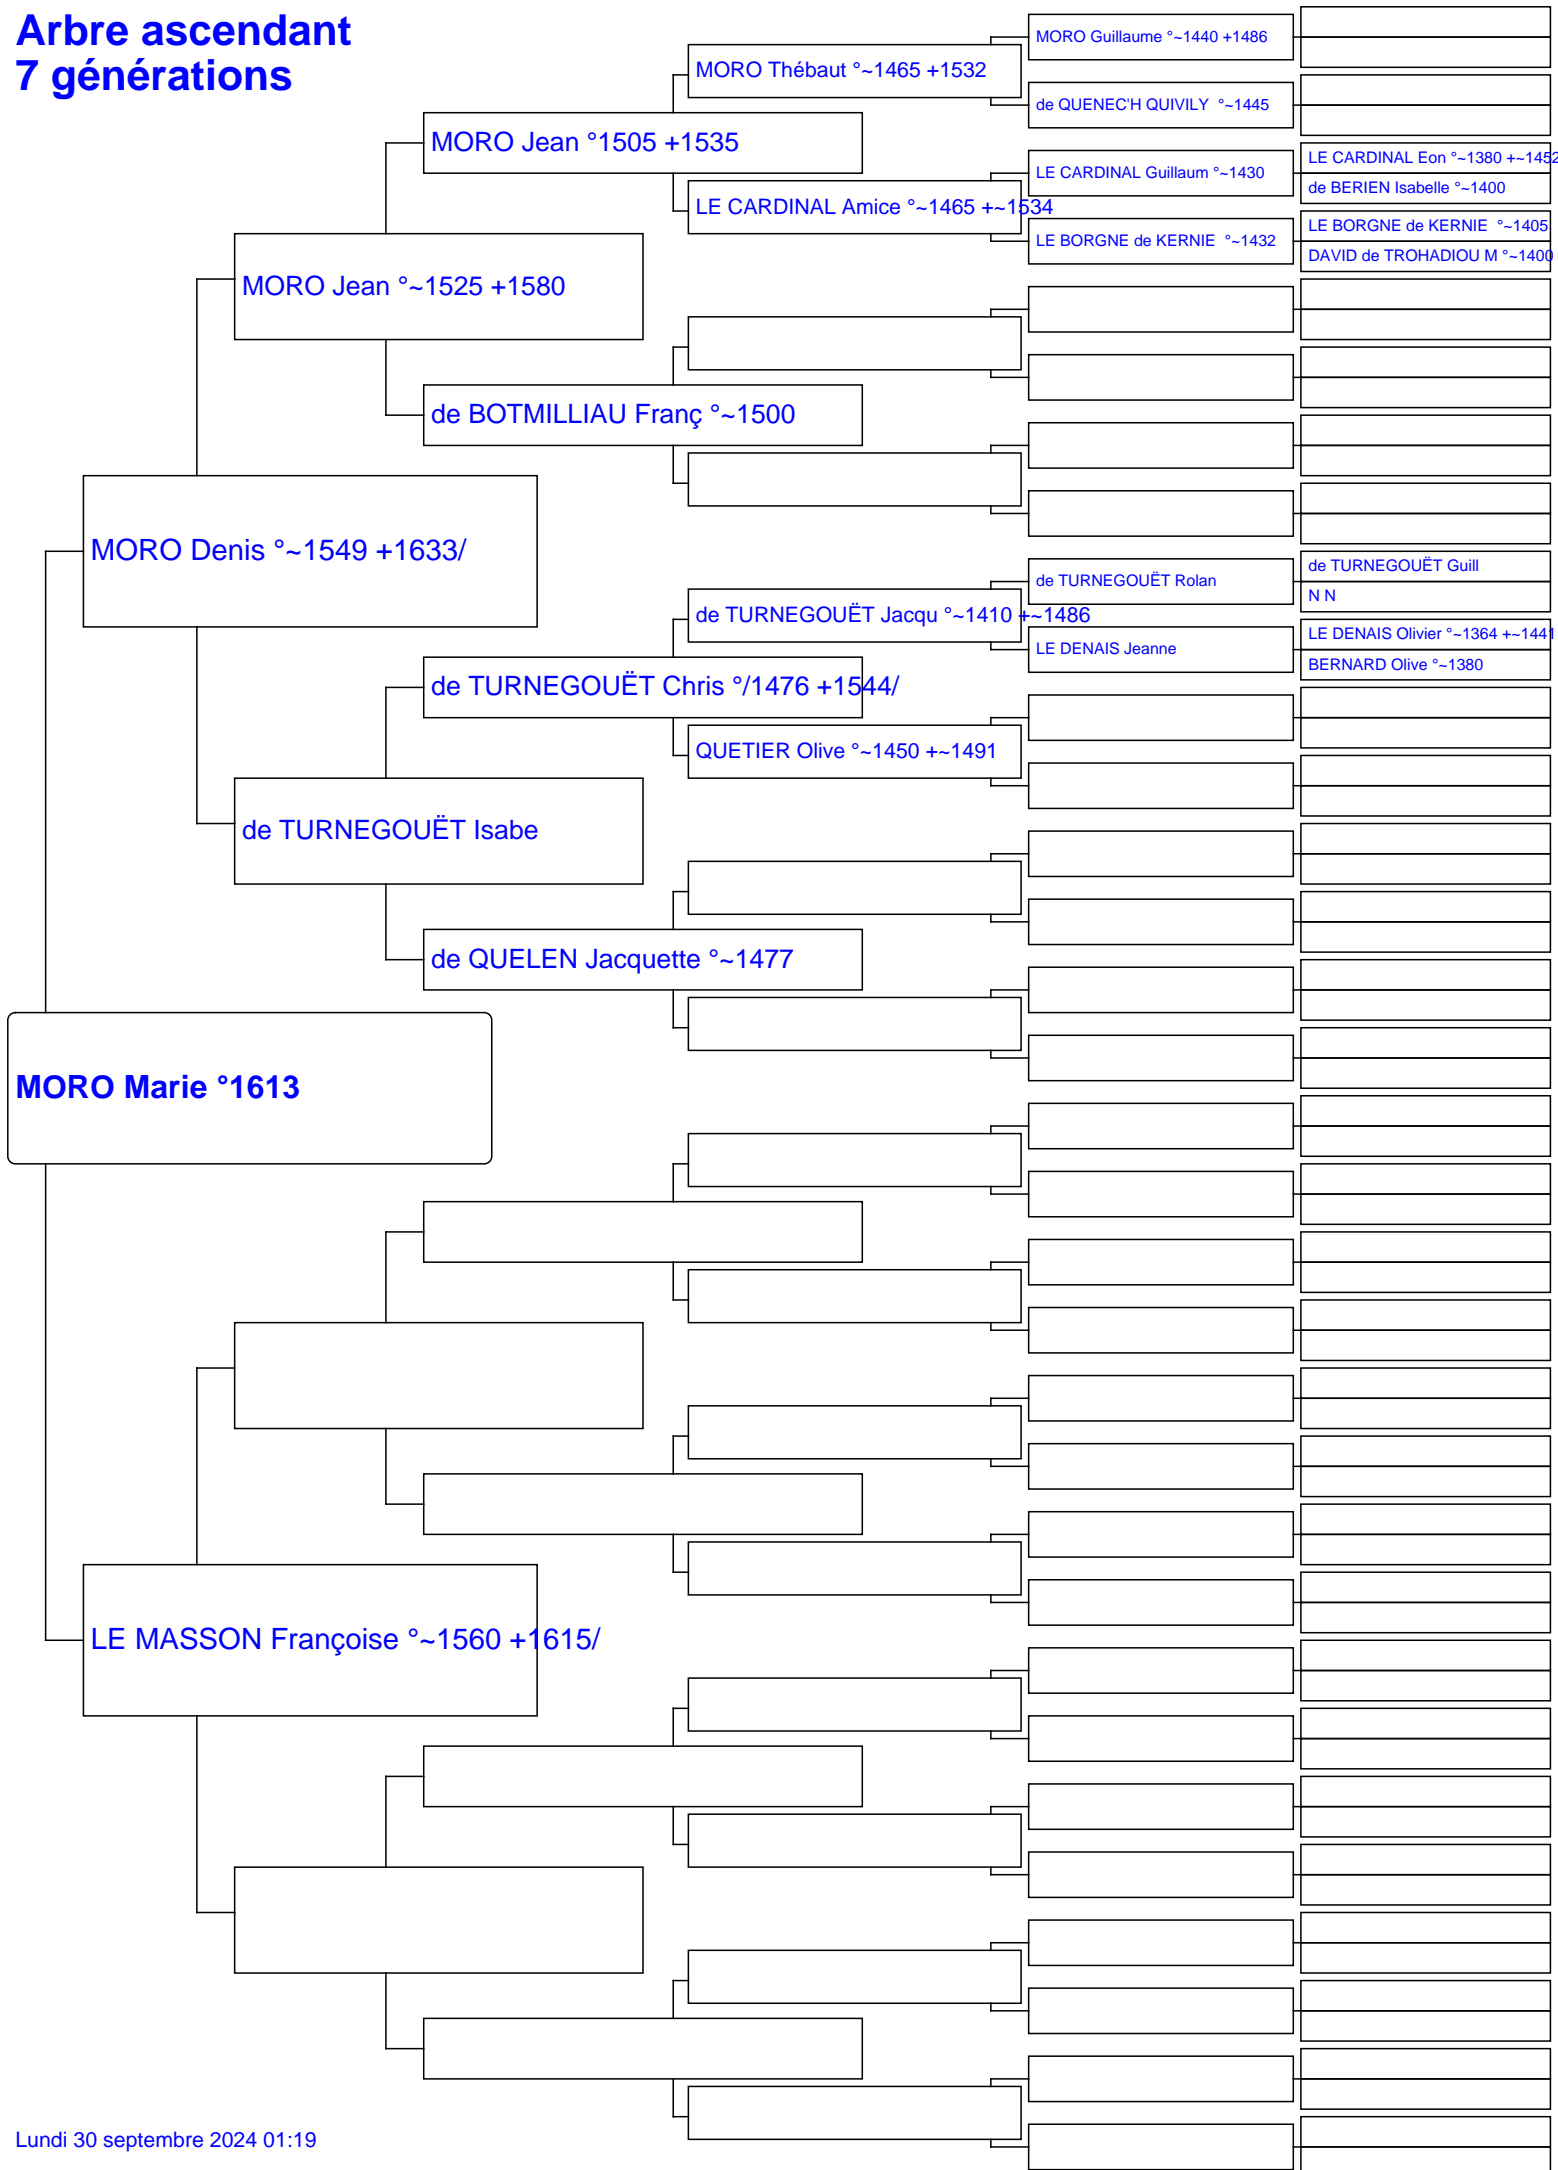 Arbre ascendant
7 générations
MORO Guillaume °~1440 +1486
MORO Thébaut °~1465 +1532
de QUENEC'H QUIVILY  °~1445
MORO Jean °1505 +1535
LE CARDINAL Eon °~1380 +~1452
LE CARDINAL Guillaum °~1430
de BERIEN Isabelle °~1400
LE CARDINAL Amice °~1465 +~1534
LE BORGNE de KERNIE  °~1405
LE BORGNE de KERNIE  °~1432
DAVID de TROHADIOU M °~1400
MORO Jean °~1525 +1580
de BOTMILLIAU Franç °~1500
MORO Denis °~1549 +1633/
de TURNEGOUËT Guill
de TURNEGOUËT Rolan
N N
de TURNEGOUËT Jacqu °~1410 +~1486
LE DENAIS Olivier °~1364 +~1441
LE DENAIS Jeanne
BERNARD Olive °~1380
de TURNEGOUËT Chris °/1476 +1544/
QUETIER Olive °~1450 +~1491
de TURNEGOUËT Isabe
de QUELEN Jacquette °~1477
MORO Marie °1613
LE MASSON Françoise °~1560 +1615/
Lundi 30 septembre 2024 01:19